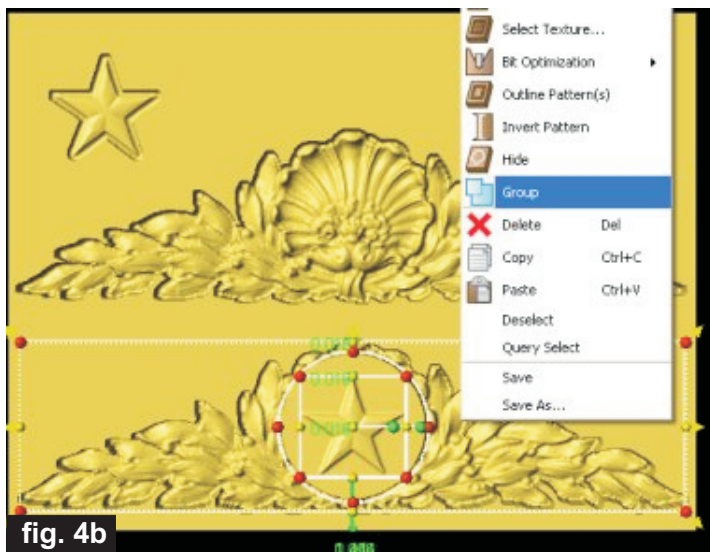 Select Texture...
Bit Optimization
Outline Pattern(s)
Invert Pattern
Hide
Group
Delete Del
Copy Ctrl+C
Paste Ctrl+V
Deselect
Query Select
Save
Save As...
fig. 4b